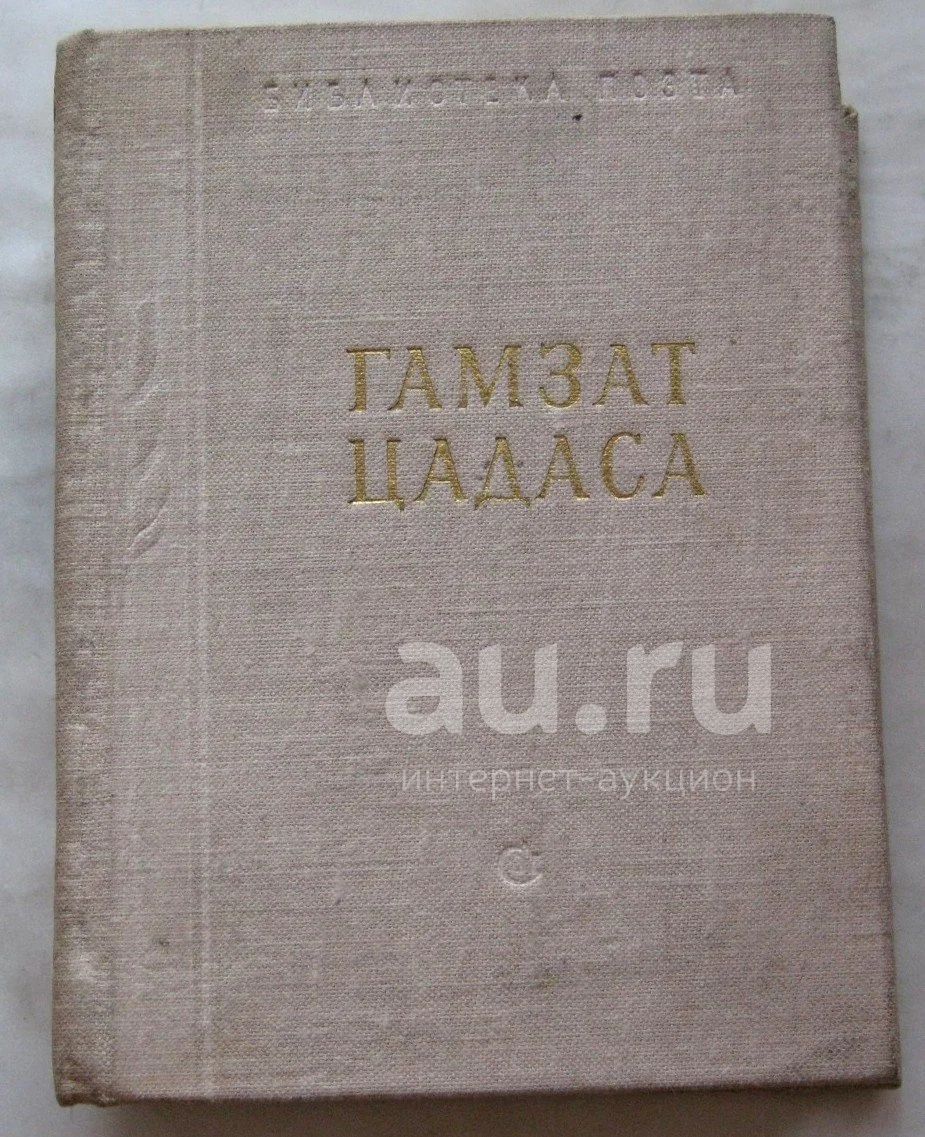 БИБЛИОТЕКА ПОЭТА
ГАМЗАТ
ЦАДАСА
au.ru
интернет-аукцион